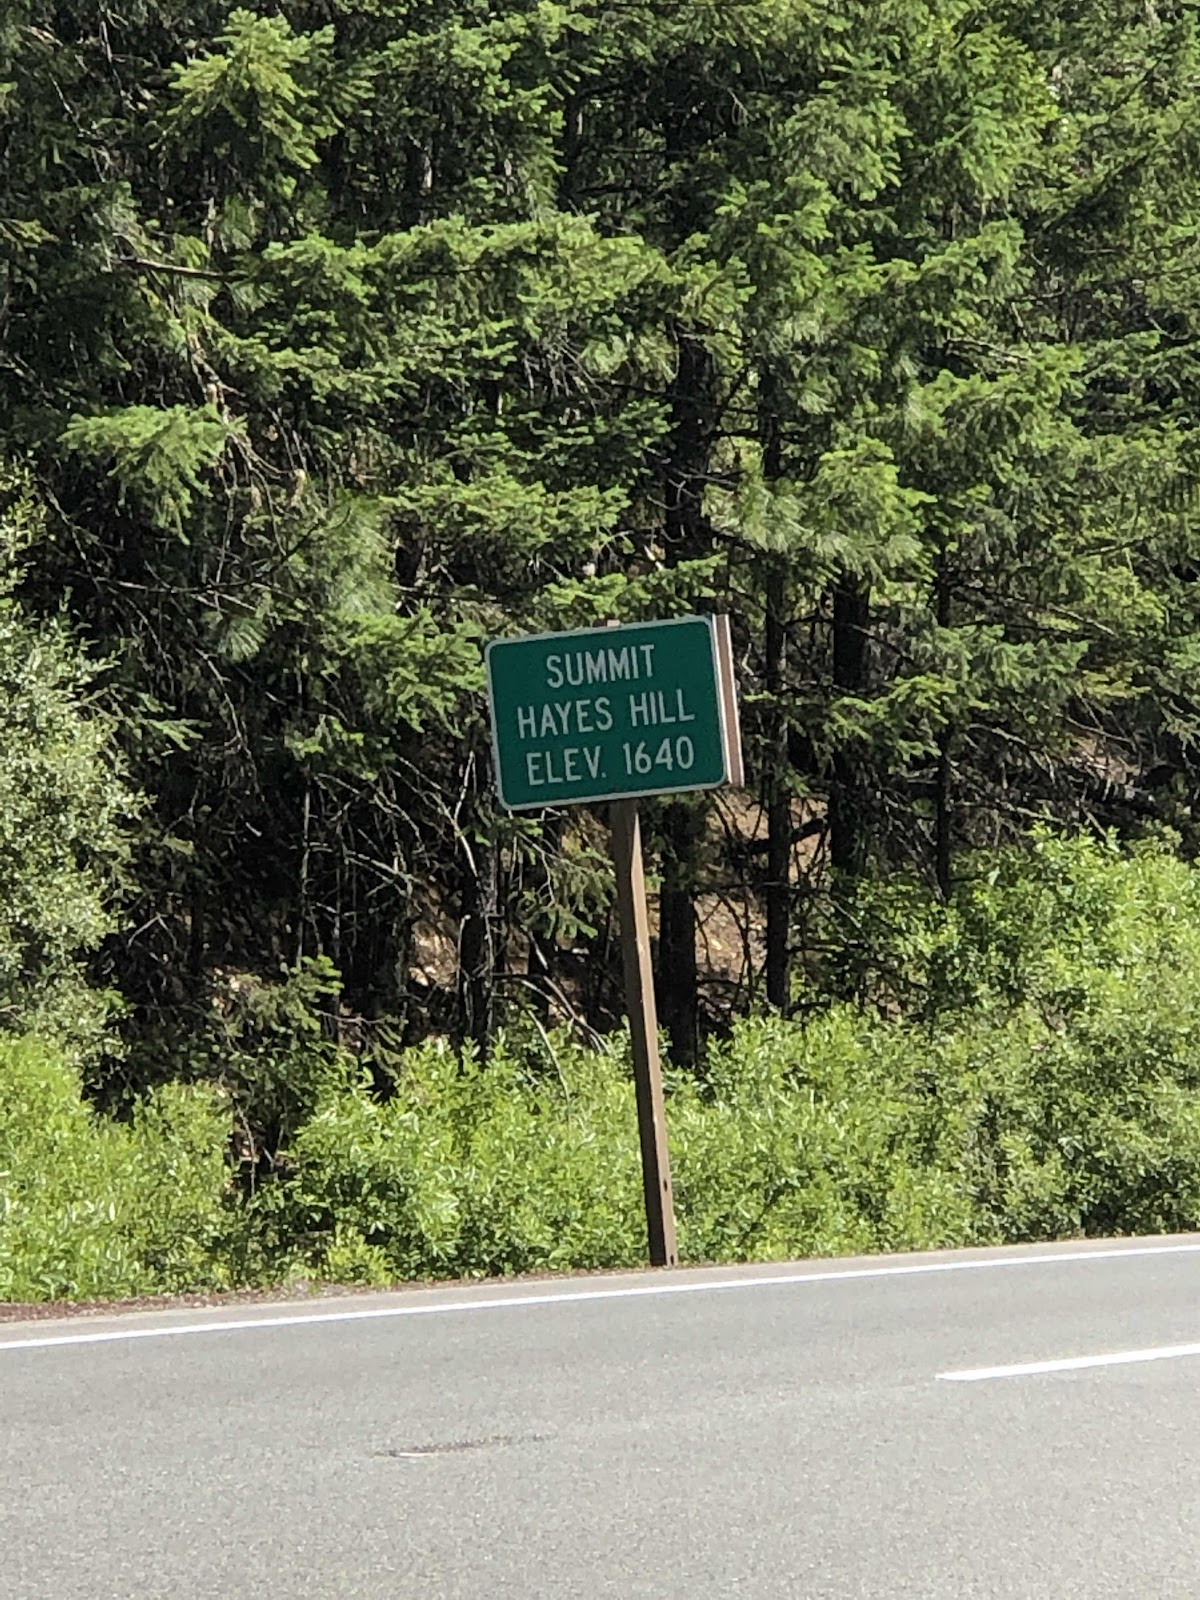 SUMMIT
HAYES HILL
ELEV. 1640